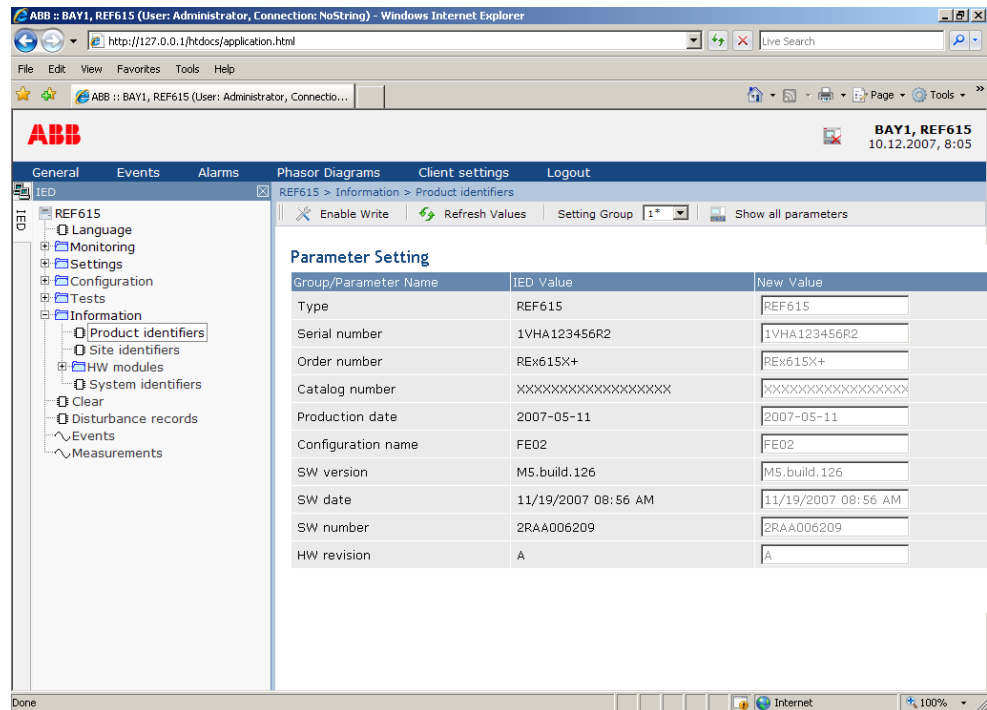 ABB :: BAY1, REF615 (User: Administrator, Connection: NoString) - Windows Internet Explorer
http://127.0.0.1/htdocs/application.html
Live Search
File Edit View Favorites Tools Help
ABB :: BAY1, REF615 (User: Administrator, Connectio...
Page Tools »
ABB
BAY1, REF615
10.12.2007, 8:05
General Events Alarms Phasor Diagrams Client settings Logout
IED
REF615 > Information > Product identifiers
IED
REF615
Language
Monitoring
Settings
Configuration
Tests
Information
Product identifiers
Site identifiers
HW modules
System identifiers
Clear
Disturbance records
Events
Measurements
Enable Write Refresh Values Setting Group 1* Show all parameters
Parameter Setting
Group/Parameter Name IED Value New Value
Type REF615 REF615
Serial number 1VHA123456R2 1VHA123456R2
Order number REx615X+ REx615X+
Catalog number XXXXXXXXXXXXXXXXXX XXXXXXXXXXXXXXXXX
Production date 2007-05-11 2007-05-11
Configuration name FE02 FE02
SW version M5.build.126 M5.build.126
SW date 11/19/2007 08:56 AM 11/19/2007 08:56 AM
SW number 2RAA006209 2RAA006209
HW revision A A
Done Internet 100%